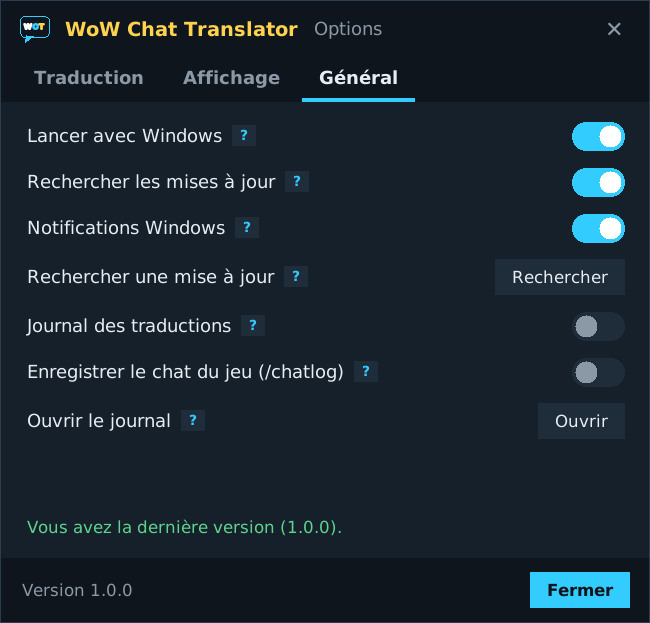 WOT
WoW Chat Translator Options ✕
Traduction Affichage Général
Lancer avec Windows ?
Rechercher les mises à jour ?
Notifications Windows ?
Rechercher une mise à jour ? Rechercher
Journal des traductions ?
Enregistrer le chat du jeu (/chatlog) ?
Ouvrir le journal ? Ouvrir
Vous avez la dernière version (1.0.0).
Version 1.0.0 Fermer